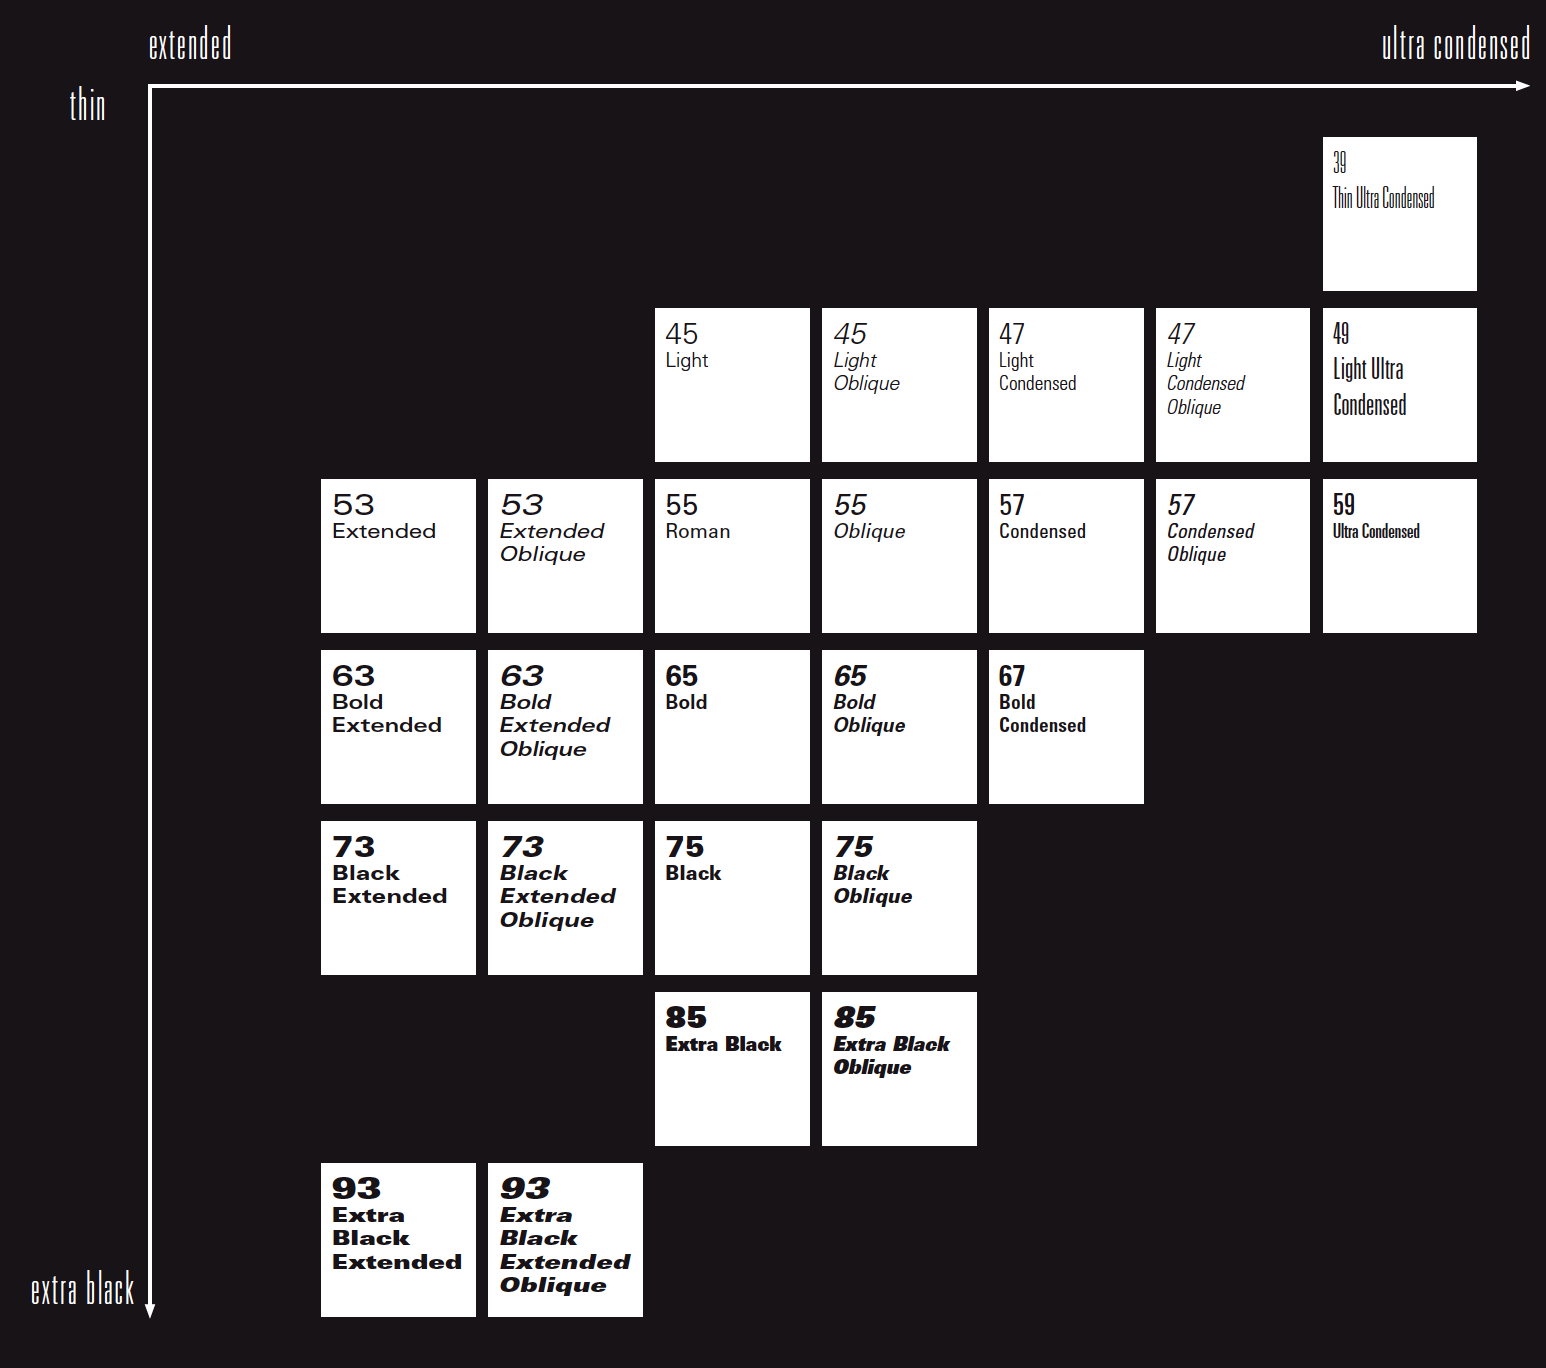 extended
ultra condensed
thin
39
Thin Ultra Condensed
45
Light
45
Light
Oblique
47
Light
Condensed
47
Light
Condensed
Oblique
49
Light Ultra
Condensed
53
Extended
53
Extended
Oblique
55
Roman
55
Oblique
57
Condensed
57
Condensed
Oblique
59
Ultra Condensed
63
Bold
Extended
63
Bold
Extended
Oblique
65
Bold
65
Bold
Oblique
67
Bold
Condensed
73
Black
Extended
73
Black
Extended
Oblique
75
Black
75
Black
Oblique
85
Extra Black
85
Extra Black
Oblique
93
Extra
Black
Extended
93
Extra
Black
Extended
Oblique
extra black